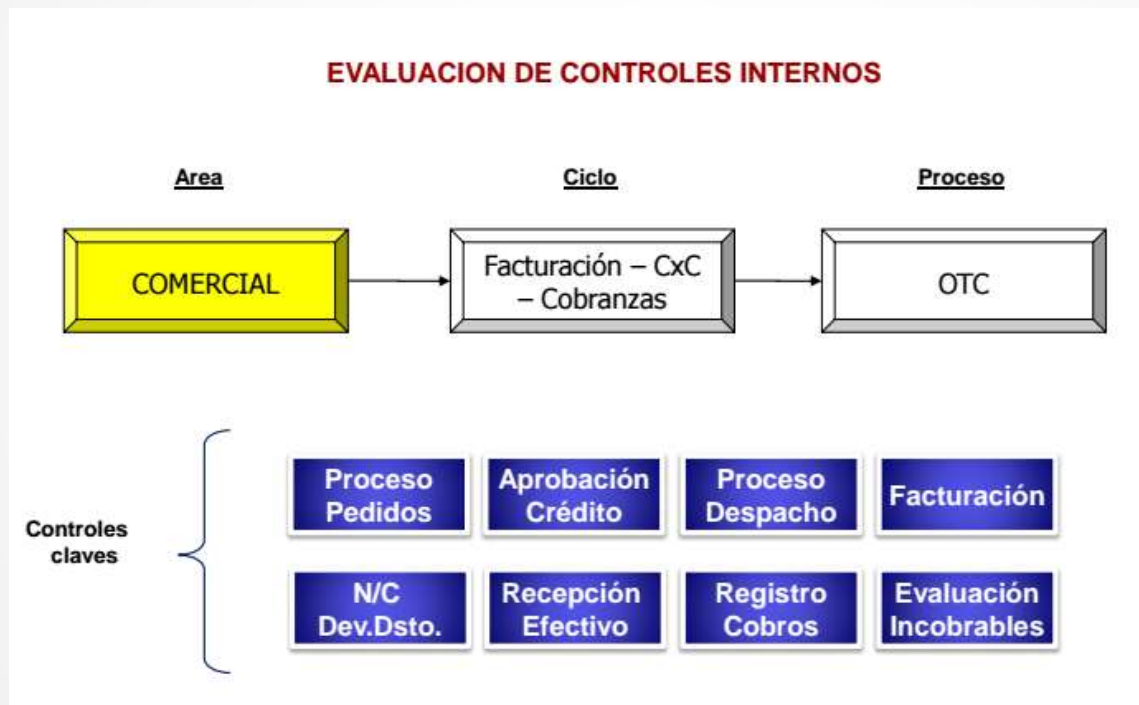 EVALUACION DE CONTROLES INTERNOS
Area
Ciclo
Proceso
COMERCIAL
Facturación – CxC
– Cobranzas
OTC
Controles
claves
Proceso
Pedidos
Aprobación
Crédito
Proceso
Despacho
Facturación
N/C
Dev.Dsto.
Recepción
Efectivo
Registro
Cobros
Evaluación
Incobrables